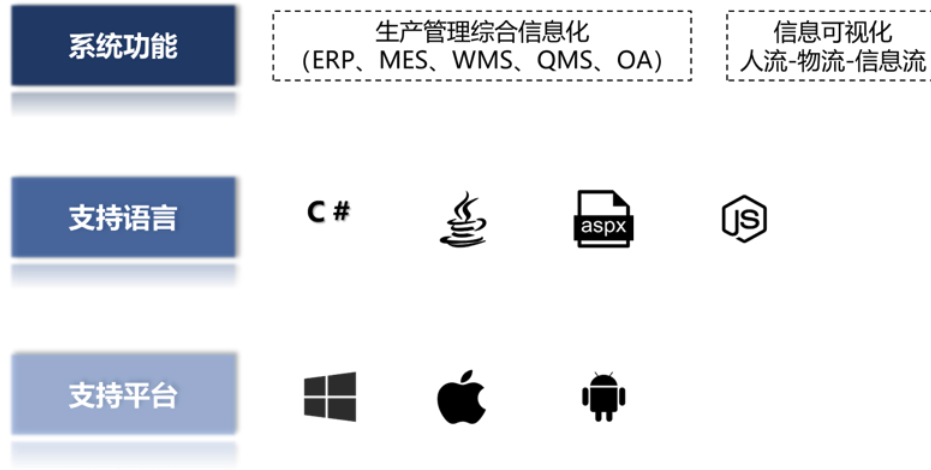 系统功能
生产管理综合信息化
（ERP、MES、WMS、QMS、OA）
信息可视化
人流-物流-信息流
支持语言
C #
aspx
JS
支持平台